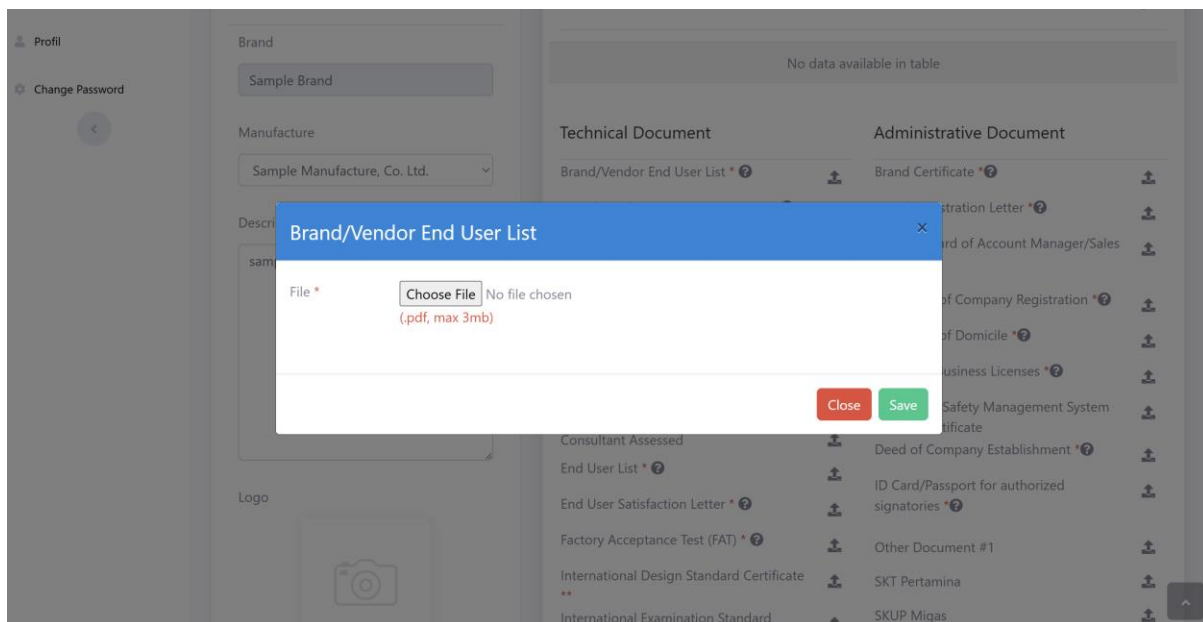 Profil
Change Password
Brand
Sample Brand
Manufacture
Sample Manufacture, Co. Ltd.
Descri
sam
Logo
No data available in table
Technical Document
Brand/Vendor End User List *
Brand/Vendor End User List
×
File *
Choose File No file chosen
(.pdf, max 3mb)
Close
Save
Consultant Assessed
End User List *
End User Satisfaction Letter *
Factory Acceptance Test (FAT) *
International Design Standard Certificate
**
International Examination Standard
Administrative Document
Brand Certificate *
stration Letter *
rd of Account Manager/Sales
of Company Registration *
of Domicile *
usiness Licenses *
Safety Management System
tificate
Deed of Company Establishment *
ID Card/Passport for authorized
signatories *
Other Document #1
SKT Pertamina
SKUP Migas